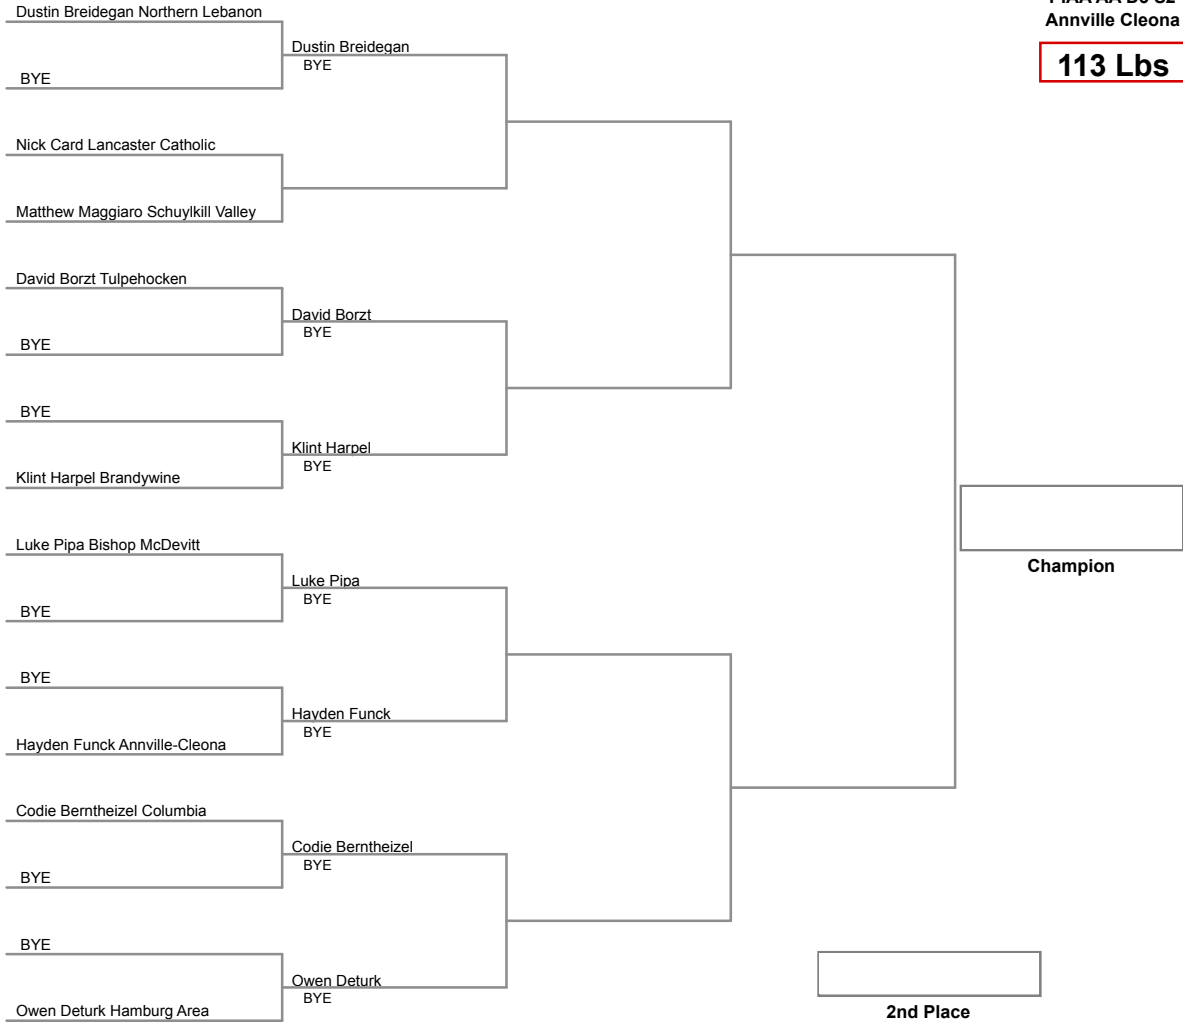 Dustin Breidegan Northern Lebanon
Annville Cleona
Dustin Breidegan
BYE
BYE
113 Lbs
Nick Card Lancaster Catholic
Matthew Maggiaro Schuylkill Valley
David Borzt Tulpehocken
David Borzt
BYE
BYE
BYE
Klint Harpel
BYE
Klint Harpel Brandywine
Luke Pipa Bishop McDevitt
Champion
Luke Pipa
BYE
BYE
BYE
Hayden Funck
BYE
Hayden Funck Annville-Cleona
Codie Berntheizel Columbia
Codie Berntheizel
BYE
BYE
BYE
Owen Deturk
BYE
Owen Deturk Hamburg Area
2nd Place